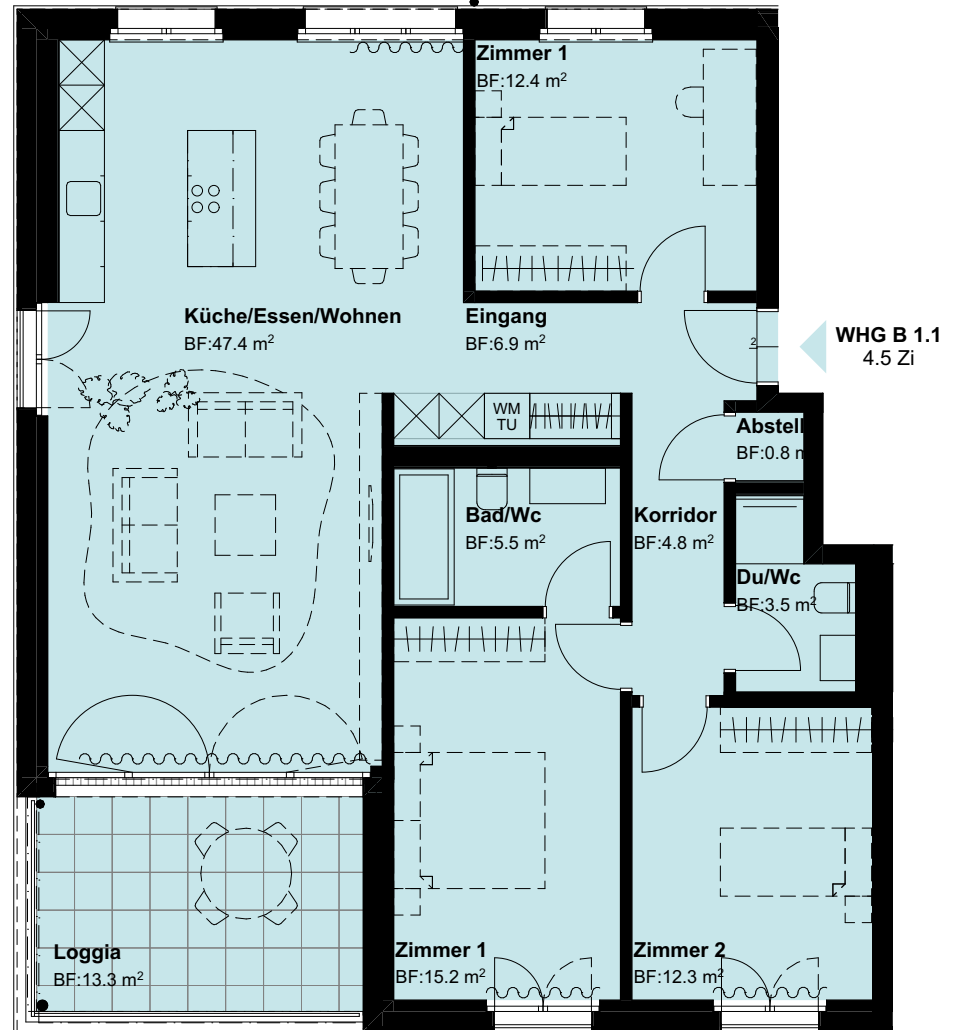 Zimmer 1
BF:12.4 m²
Küche/Essen/Wohnen
BF:47.4 m²
Eingang
BF:6.9 m²
2
WHG B 1.1
4.5 Zi
WM
TU
Abstell
BF:0.8 m
Bad/Wc
BF:5.5 m²
Korridor
BF:4.8 m²
Du/Wc
BF:3.5 m²
Loggia
BF:13.3 m²
Zimmer 1
BF:15.2 m²
Zimmer 2
BF:12.3 m²